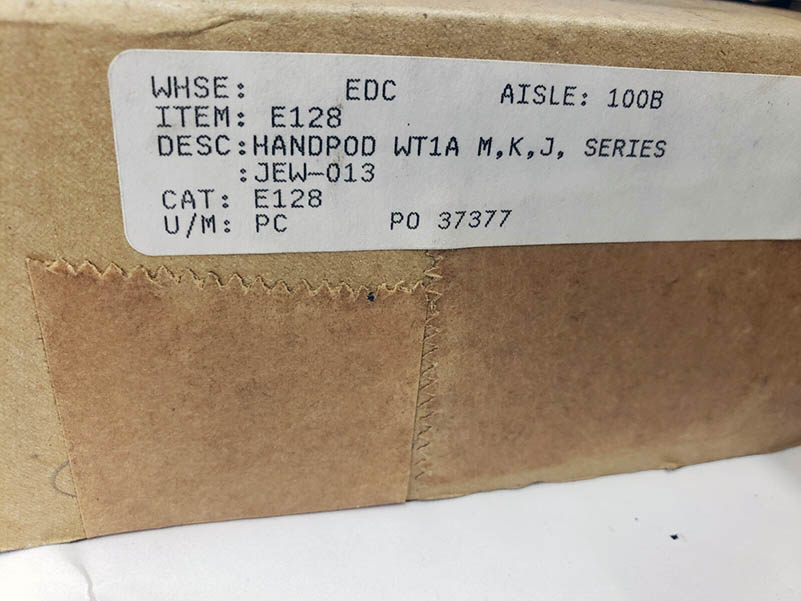 WHSE: EDC AISLE: 100B
ITEM: E128
DESC:HANDPOD WT1A M,K,J, SERIES
:JEW-013
CAT: E128
U/M: PC PO 37377